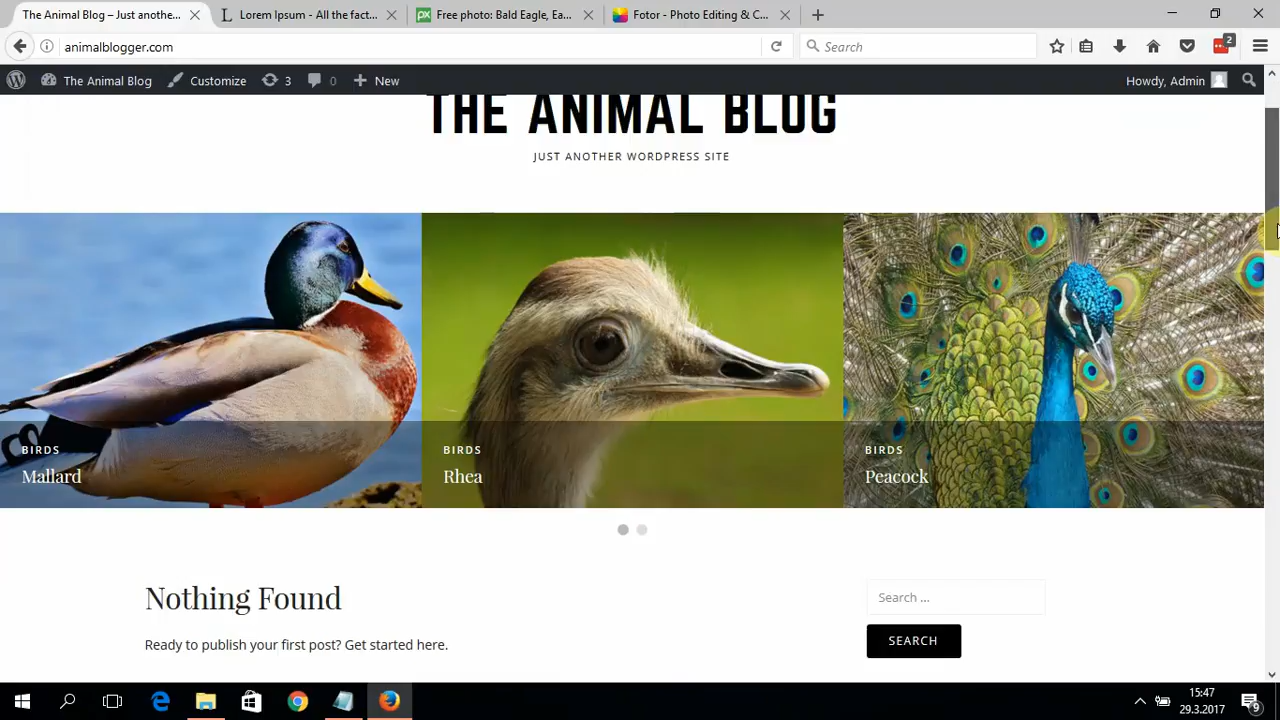 The Animal Blog – Just anothe...
Lorem Ipsum - All the fact...
Free photo: Bald Eagle, Ea...
Fotor - Photo Editing & C...
animalblogger.com
Search
2
The Animal Blog
Customize
3
0
New
Howdy, Admin
THE ANIMAL BLOG
JUST ANOTHER WORDPRESS SITE
BIRDS
Mallard
BIRDS
Rhea
BIRDS
Peacock
Nothing Found
Ready to publish your first post? Get started here.
Search ...
SEARCH
15:47
29.3.2017
9